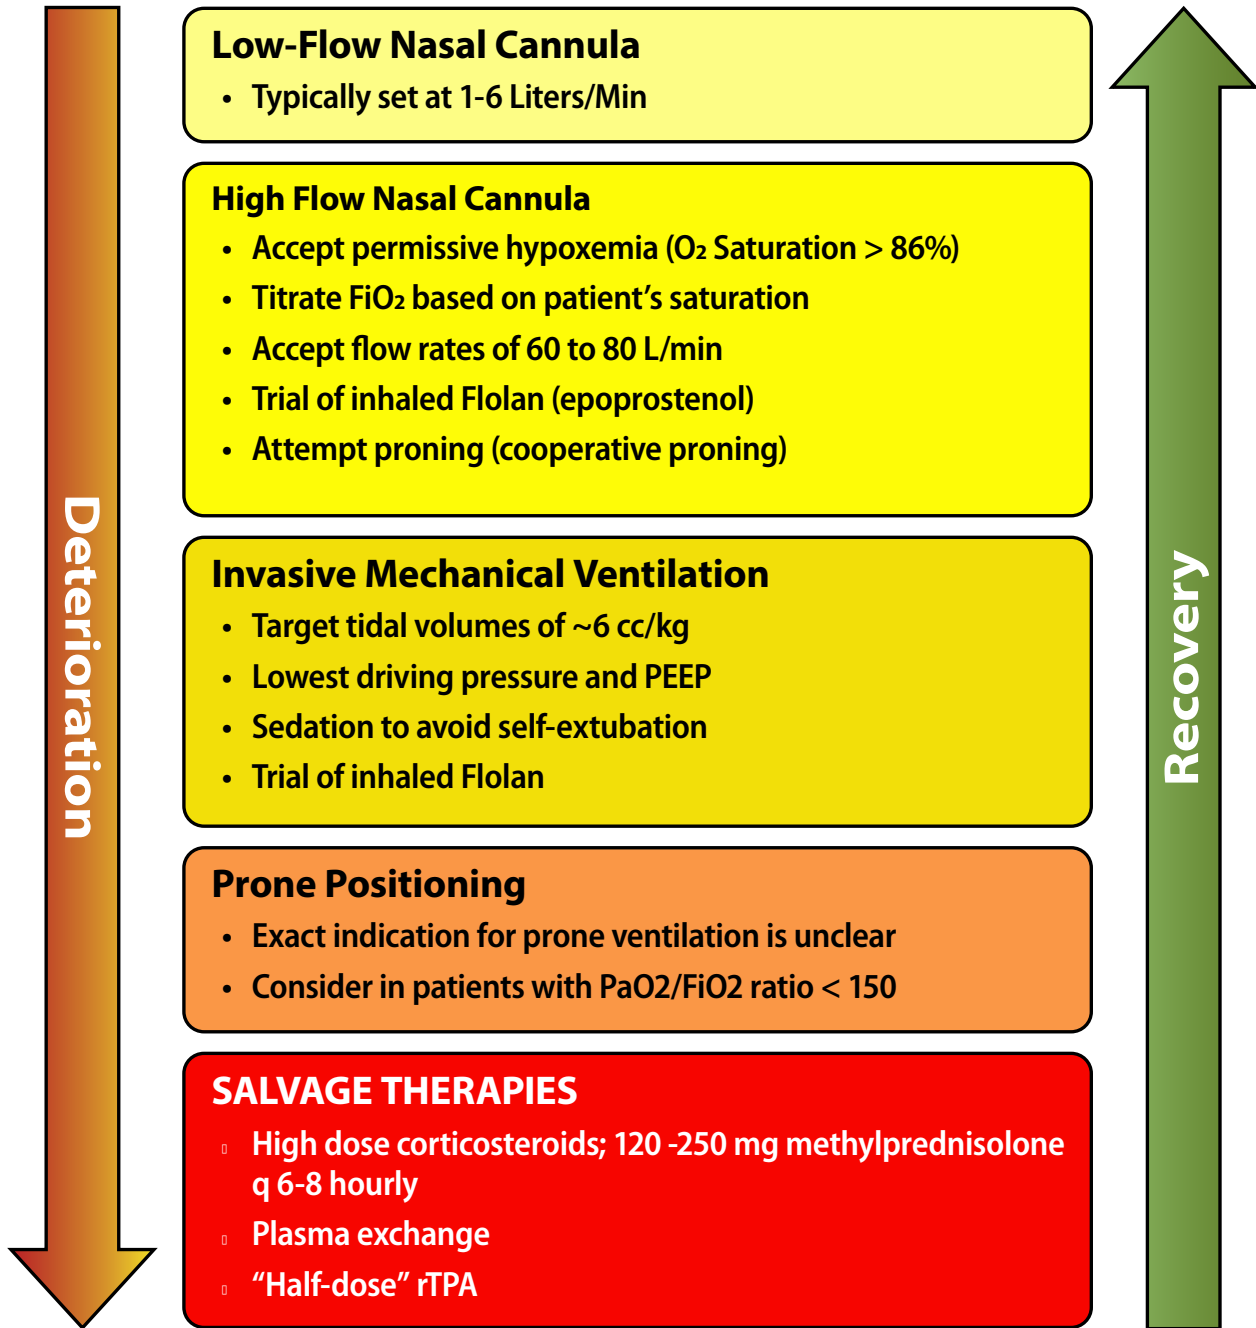 Low-Flow Nasal Cannula
• Typically set at 1-6 Liters/Min
High Flow Nasal Cannula
• Accept permissive hypoxemia (O₂ Saturation > 86%)
• Titrate FiO₂ based on patient’s saturation
• Accept flow rates of 60 to 80 L/min
• Trial of inhaled Flolan (epoprostenol)
• Attempt proning (cooperative proning)
Invasive Mechanical Ventilation
• Target tidal volumes of ~6 cc/kg
• Lowest driving pressure and PEEP
• Sedation to avoid self-extubation
• Trial of inhaled Flolan
Prone Positioning
• Exact indication for prone ventilation is unclear
• Consider in patients with PaO2/FiO2 ratio < 150
SALVAGE THERAPIES
▯ High dose corticosteroids; 120 -250 mg methylprednisolone
q 6-8 hourly
▯ Plasma exchange
▯ “Half-dose” rTPA
Deterioration
Recovery